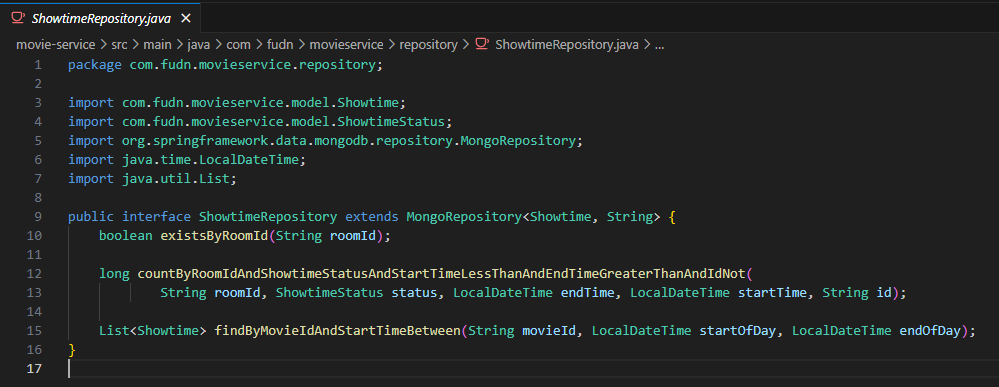 ShowtimeRepository.java ×
movie-service > src > main > java > com > fudn > movieservice > repository > ShowtimeRepository.java > ...
1 package com.fudn.movieservice.repository;
2
3 import com.fudn.movieservice.model.Showtime;
4 import com.fudn.movieservice.model.ShowtimeStatus;
5 import org.springframework.data.mongodb.repository.MongoRepository;
6 import java.time.LocalDateTime;
7 import java.util.List;
8
9 public interface ShowtimeRepository extends MongoRepository<Showtime, String> {
10     boolean existsByRoomId(String roomId);
11
12     long countByRoomIdAndShowtimeStatusAndStartTimeLessThanAndEndTimeGreaterThanAndIdNot(
13             String roomId, ShowtimeStatus status, LocalDateTime endTime, LocalDateTime startTime, String id);
14
15     List<Showtime> findByMovieIdAndStartTimeBetween(String movieId, LocalDateTime startOfDay, LocalDateTime endOfDay);
16 }
17